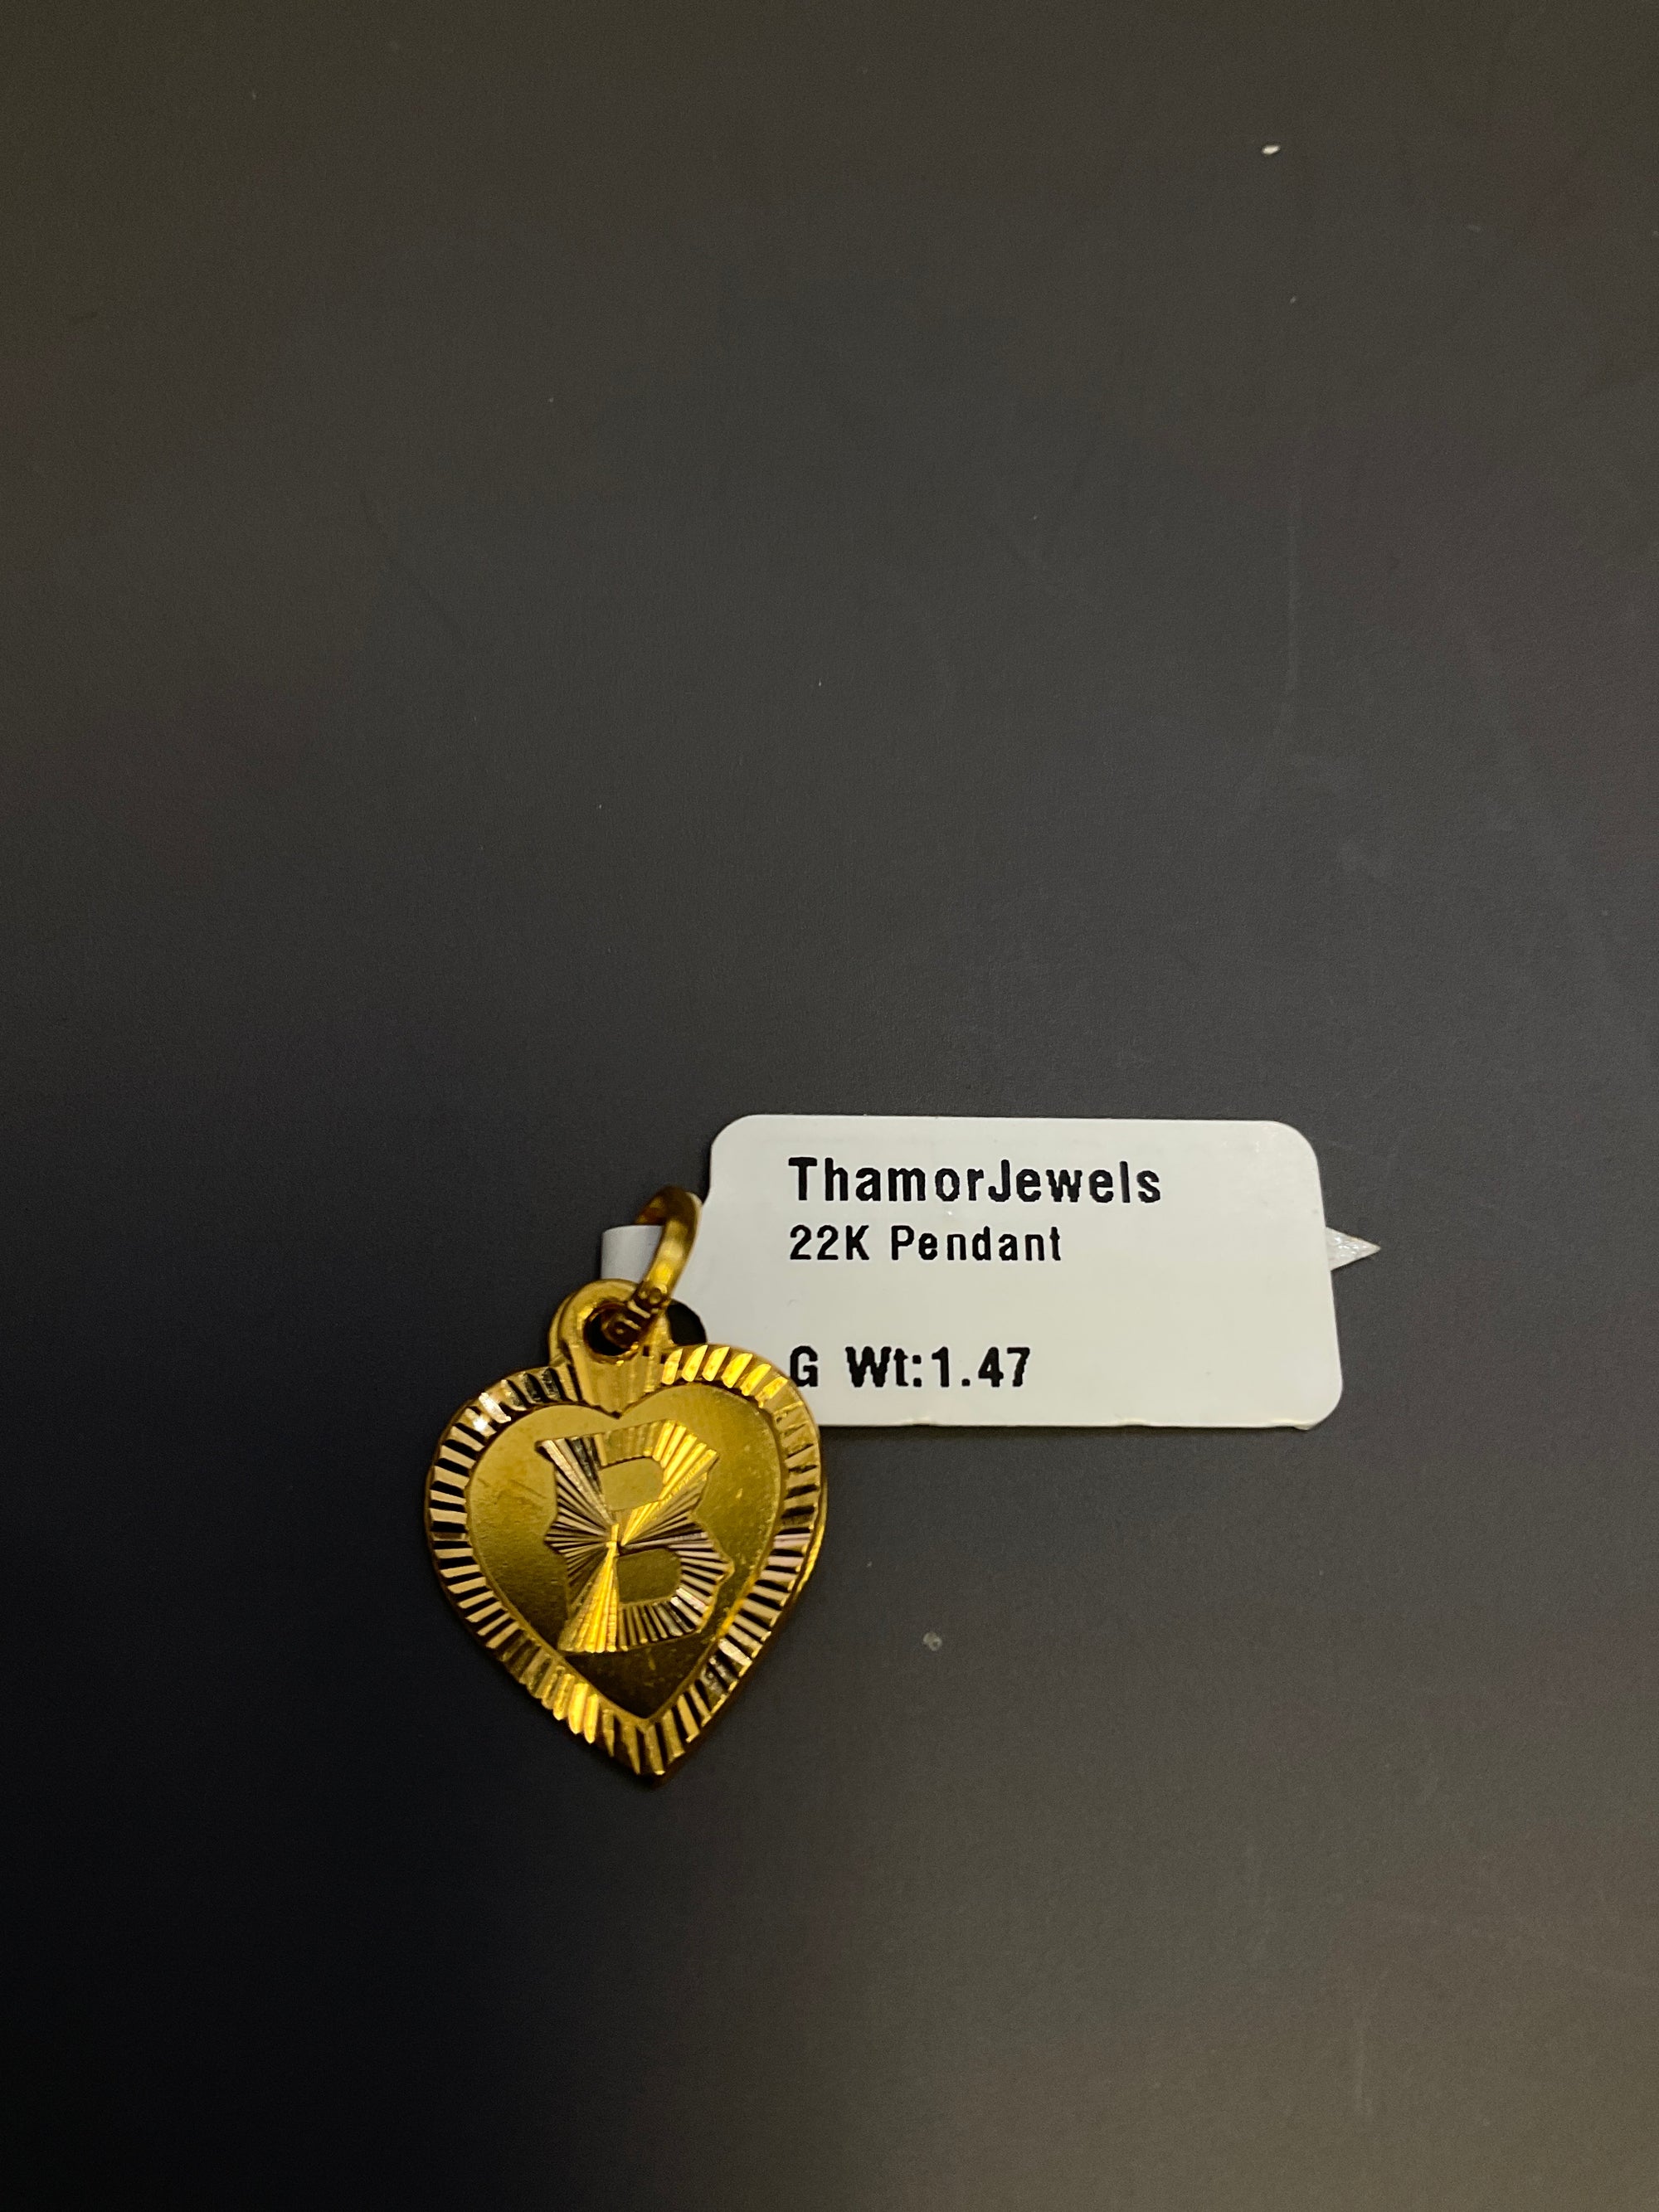 ThamorJewels
22K Pendant
G Wt:1.47
B